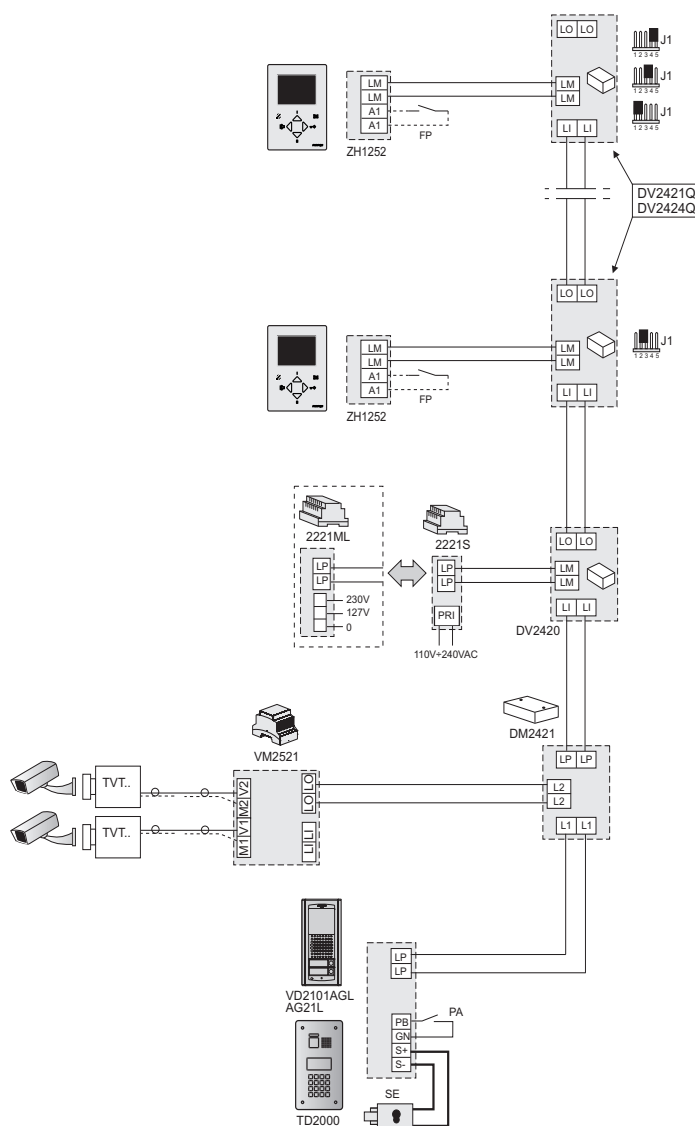 LO LO
J1
1 2 3 4 5
J1
1 2 3 4 5
J1
1 2 3 4 5
LM
LM
LM
LM
A1
A1
FP
ZH1252
LI LI
DV2421Q
DV2424Q
LO LO
J1
1 2 3 4 5
LM
LM
LM
LM
A1
A1
FP
ZH1252
LI LI
2221ML
2221S
LO LO
LP
LP
LP
LP
LM
LM
230V
127V
0
PRI
LI LI
DV2420
110V÷240VAC
DM2421
VM2521
LP LP
TVT..
V2
M2
LO
LO
L2
L2
TVT..
V1
M1
LI
LI
L1 L1
LP
LP
VD2101AGL
AG21L
PB
GN
S+
S-
PA
SE
TD2000